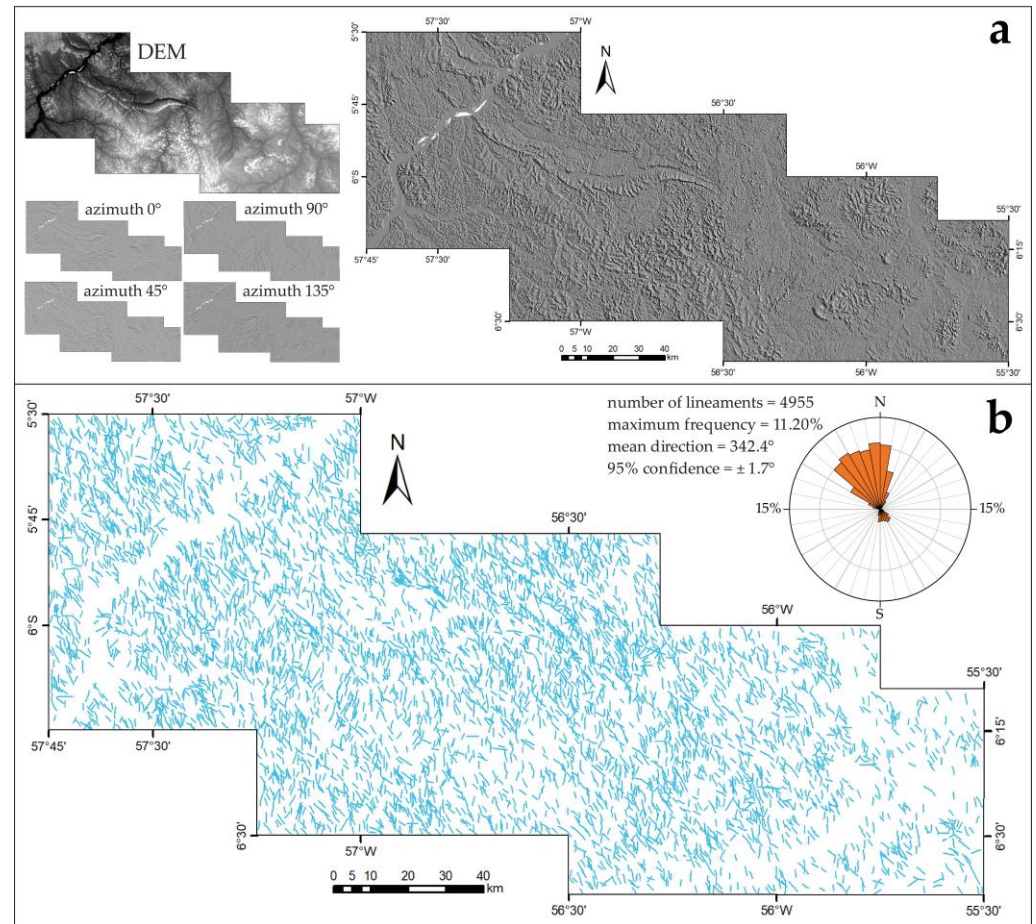 a
DEM
azimuth 0°
azimuth 90°
azimuth 45°
azimuth 135°
57°30'
57°W
5°30'
N
5°45'
56°30'
6°S
56°W
55°30'
6°15'
57°45'
57°30'
6°30'
57°W
6°30'
0 5 10 20 30 40
km
56°30'
56°W
55°30'
b
57°30'
57°W
5°30'
number of lineaments = 4955
maximum frequency = 11.20%
mean direction = 342.4°
95% confidence = ± 1.7°
N
15%
15%
S
N
5°45'
56°30'
6°S
56°W
55°30'
57°45'
57°30'
6°15'
6°30'
57°W
6°30'
0 5 10 20 30 40
km
56°30'
56°W
55°30'